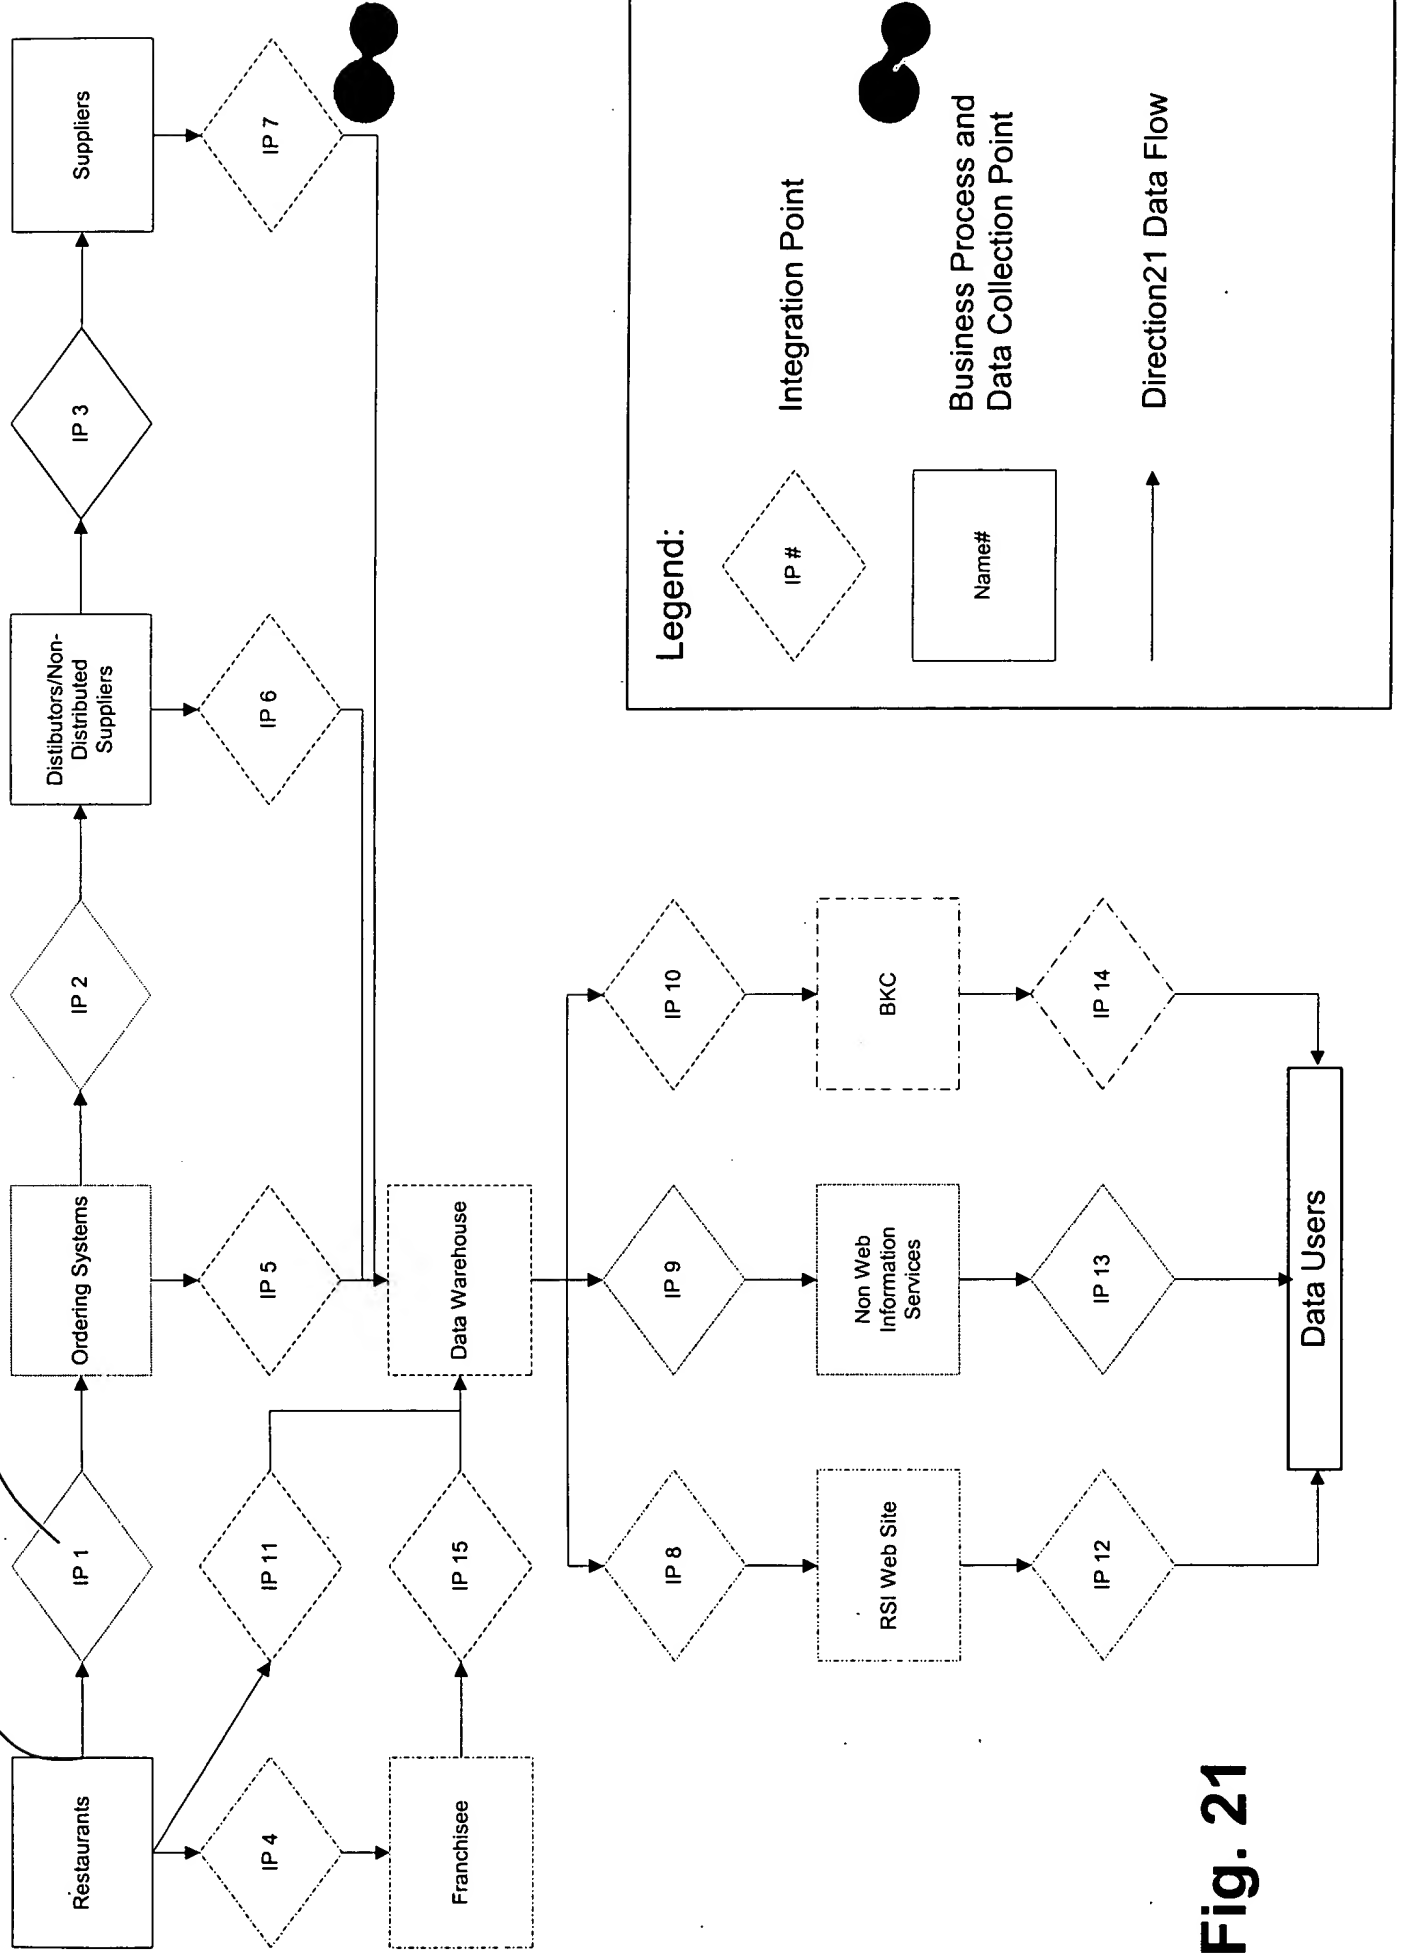 Restaurants
IP 1
Ordering Systems
IP 2
Distibutors/Non-
Distributed
Suppliers
IP 3
Suppliers
IP 4
IP 11
IP 5
IP 6
IP 7
Franchisee
IP 15
Data Warehouse
IP 8
IP 9
IP 10
RSI Web Site
Non Web
Information
Services
BKC
IP 12
IP 13
IP 14
Data Users
Legend:
IP #
Integration Point
Name#
Business Process and
Data Collection Point
Direction21 Data Flow
Fig. 21